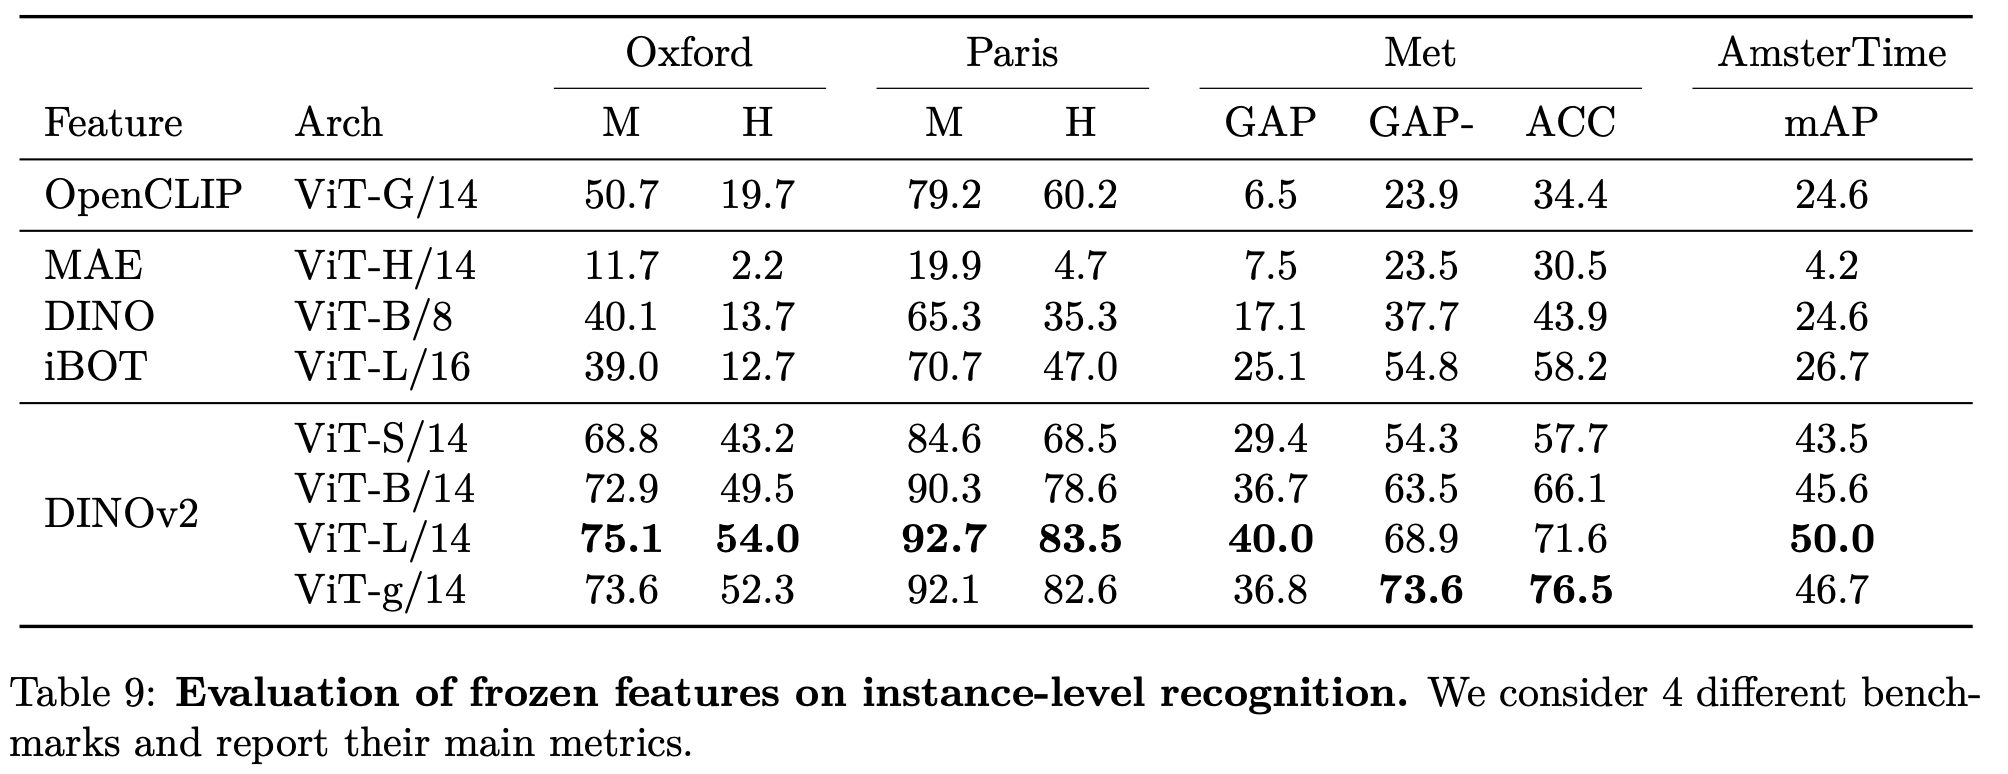 Oxford Paris Met AmsterTime
Feature Arch M H M H GAP GAP- ACC mAP
OpenCLIP ViT-G/14 50.7 19.7 79.2 60.2 6.5 23.9 34.4 24.6
MAE ViT-H/14 11.7 2.2 19.9 4.7 7.5 23.5 30.5 4.2
DINO ViT-B/8 40.1 13.7 65.3 35.3 17.1 37.7 43.9 24.6
iBOT ViT-L/16 39.0 12.7 70.7 47.0 25.1 54.8 58.2 26.7
ViT-S/14 68.8 43.2 84.6 68.5 29.4 54.3 57.7 43.5
ViT-B/14 72.9 49.5 90.3 78.6 36.7 63.5 66.1 45.6
DINOv2
ViT-L/14 75.1 54.0 92.7 83.5 40.0 68.9 71.6 50.0
ViT-g/14 73.6 52.3 92.1 82.6 36.8 73.6 76.5 46.7
Table 9: Evaluation of frozen features on instance-level recognition. We consider 4 different bench-
marks and report their main metrics.